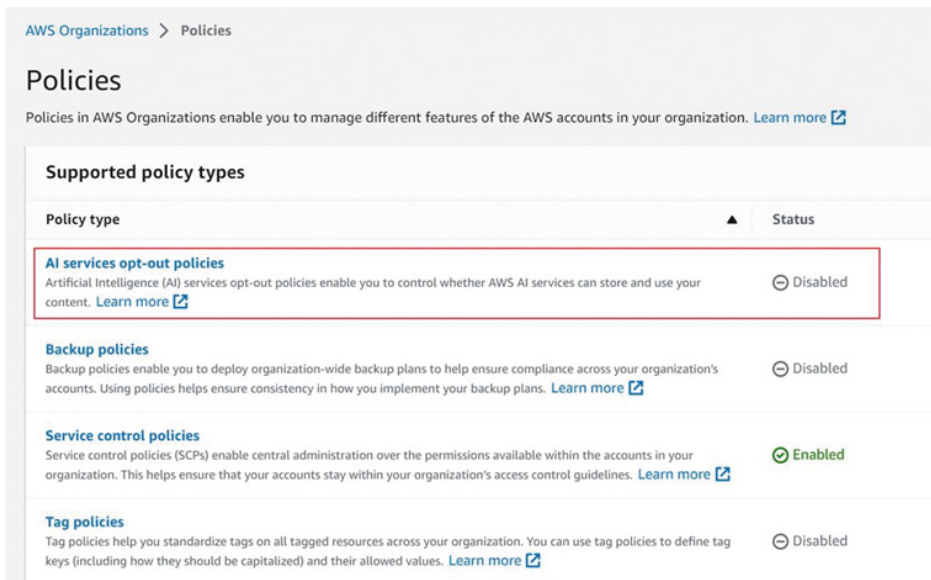 AWS Organizations > Policies
Policies
Policies in AWS Organizations enable you to manage different features of the AWS accounts in your organization. Learn more
Supported policy types
Policy type ▲ Status
AI services opt-out policies
Artificial Intelligence (AI) services opt-out policies enable you to control whether AWS AI services can store and use your
content. Learn more
Disabled
Backup policies
Backup policies enable you to deploy organization-wide backup plans to help ensure compliance across your organization's
accounts. Using policies helps ensure consistency in how you implement your backup plans. Learn more
Disabled
Service control policies
Service control policies (SCPs) enable central administration over the permissions available within the accounts in your
organization. This helps ensure that your accounts stay within your organization's access control guidelines. Learn more
Enabled
Tag policies
Tag policies help you standardize tags on all tagged resources across your organization. You can use tag policies to define tag
keys (including how they should be capitalized) and their allowed values. Learn more
Disabled